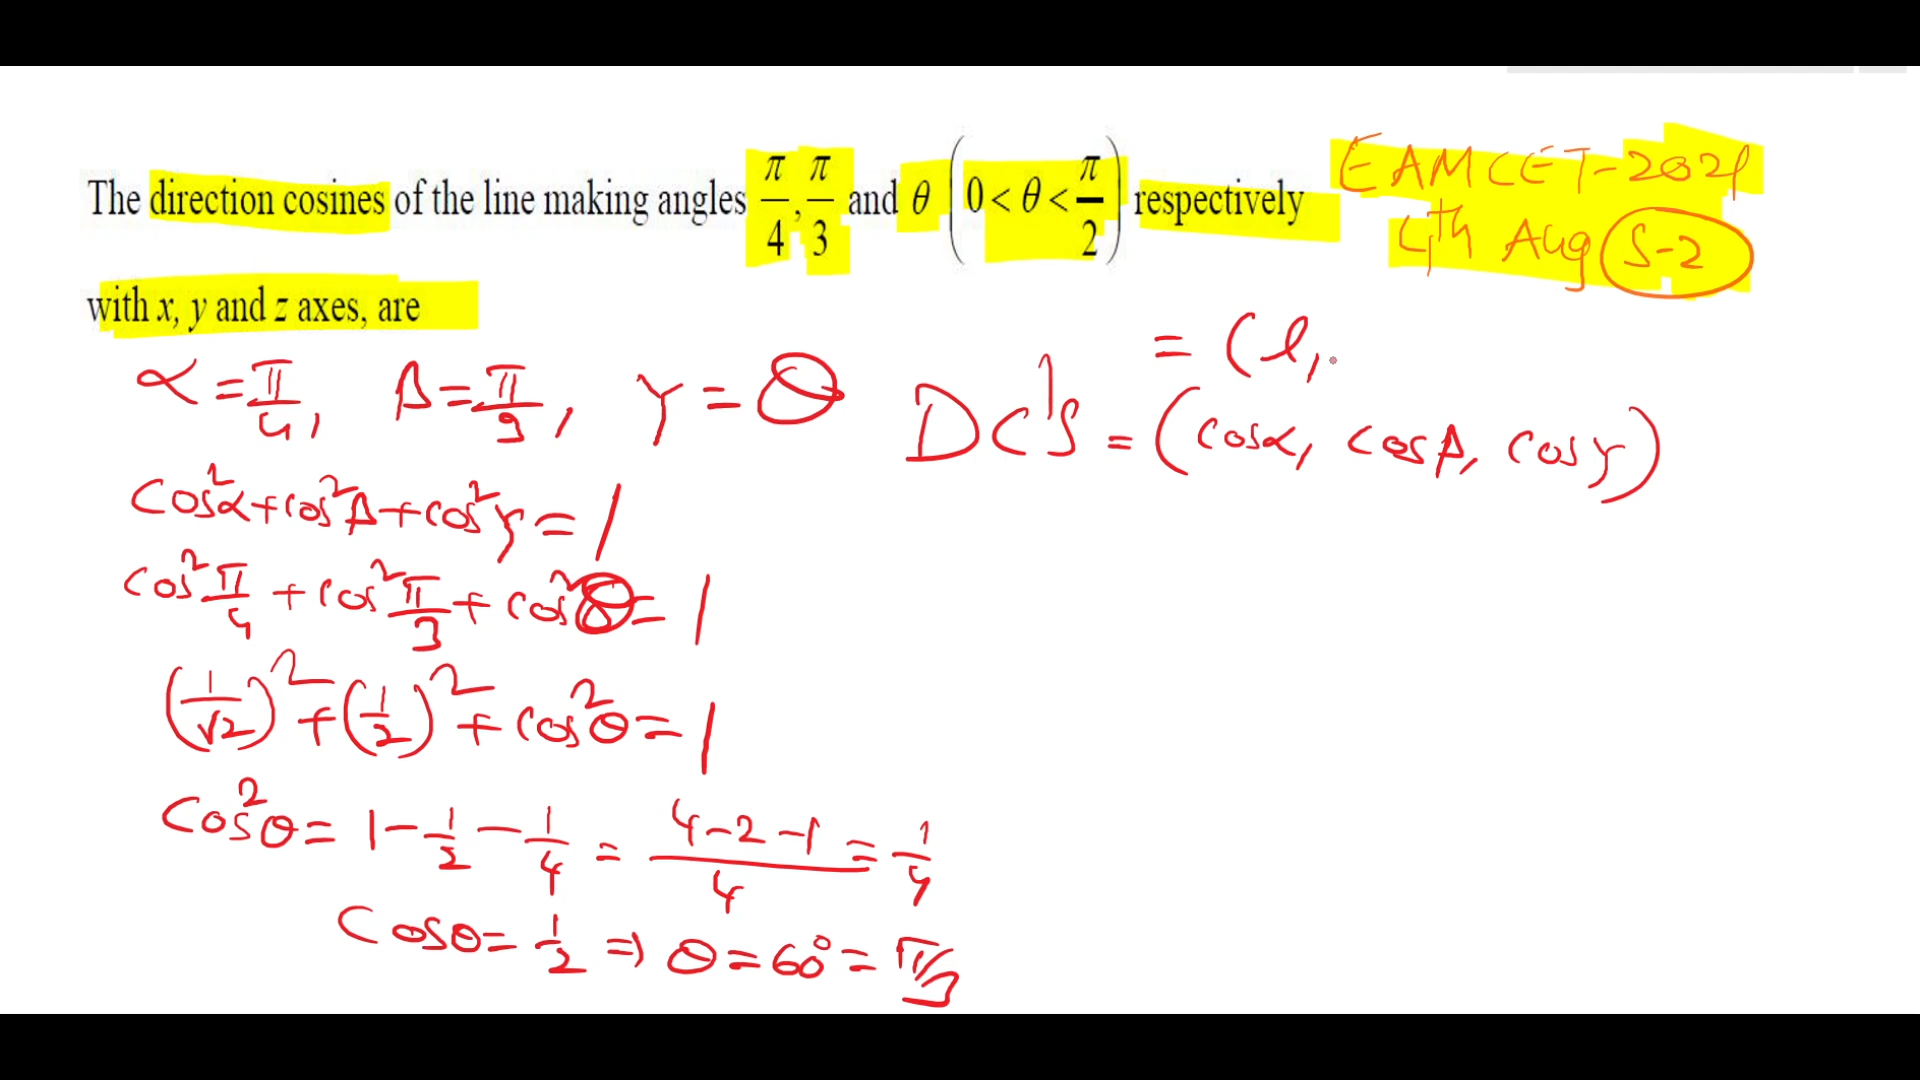 The direction cosines of the line making angles π/4, π/3 and θ (0 < θ < π/2) respectively
with x, y and z axes, are
EAMCET-2021
4th Aug S-2
α = π/4, β = π/3, γ = θ
= (l,
DC's = (cosα, cosβ, cosγ)
cos²α + cos²β + cos²γ = 1
cos² π/4 + cos² π/3 + cos²θ = 1
(1/√2)² + (1/2)² + cos²θ = 1
cos²θ = 1 - 1/2 - 1/4 = (4-2-1)/4 = 1/4
cosθ = 1/2 ⇒ θ = 60° = π/3